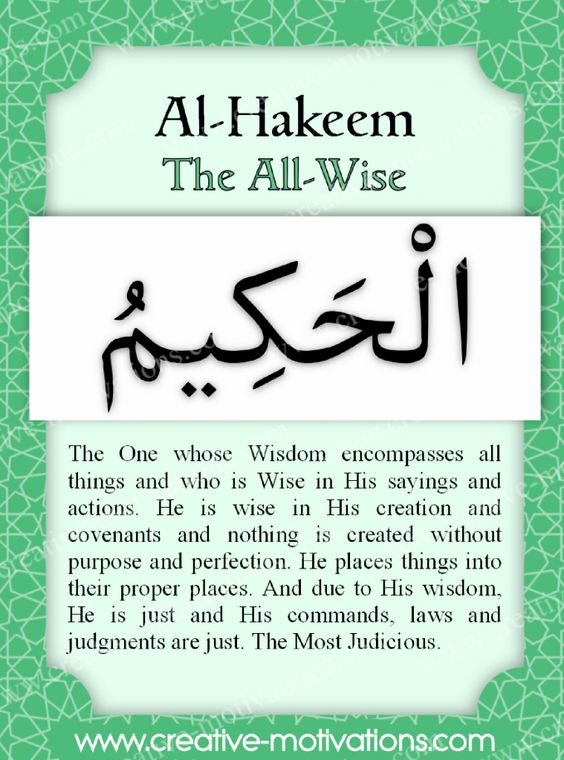 Al-Hakeem
The All-Wise
الْحَكِيمُ
The One whose Wisdom encompasses all
things and who is Wise in His sayings and
actions. He is wise in His creation and
covenants and nothing is created without
purpose and perfection. He places things into
their proper places. And due to His wisdom,
He is just and His commands, laws and
judgments are just. The Most Judicious.
www.creative-motivations.com